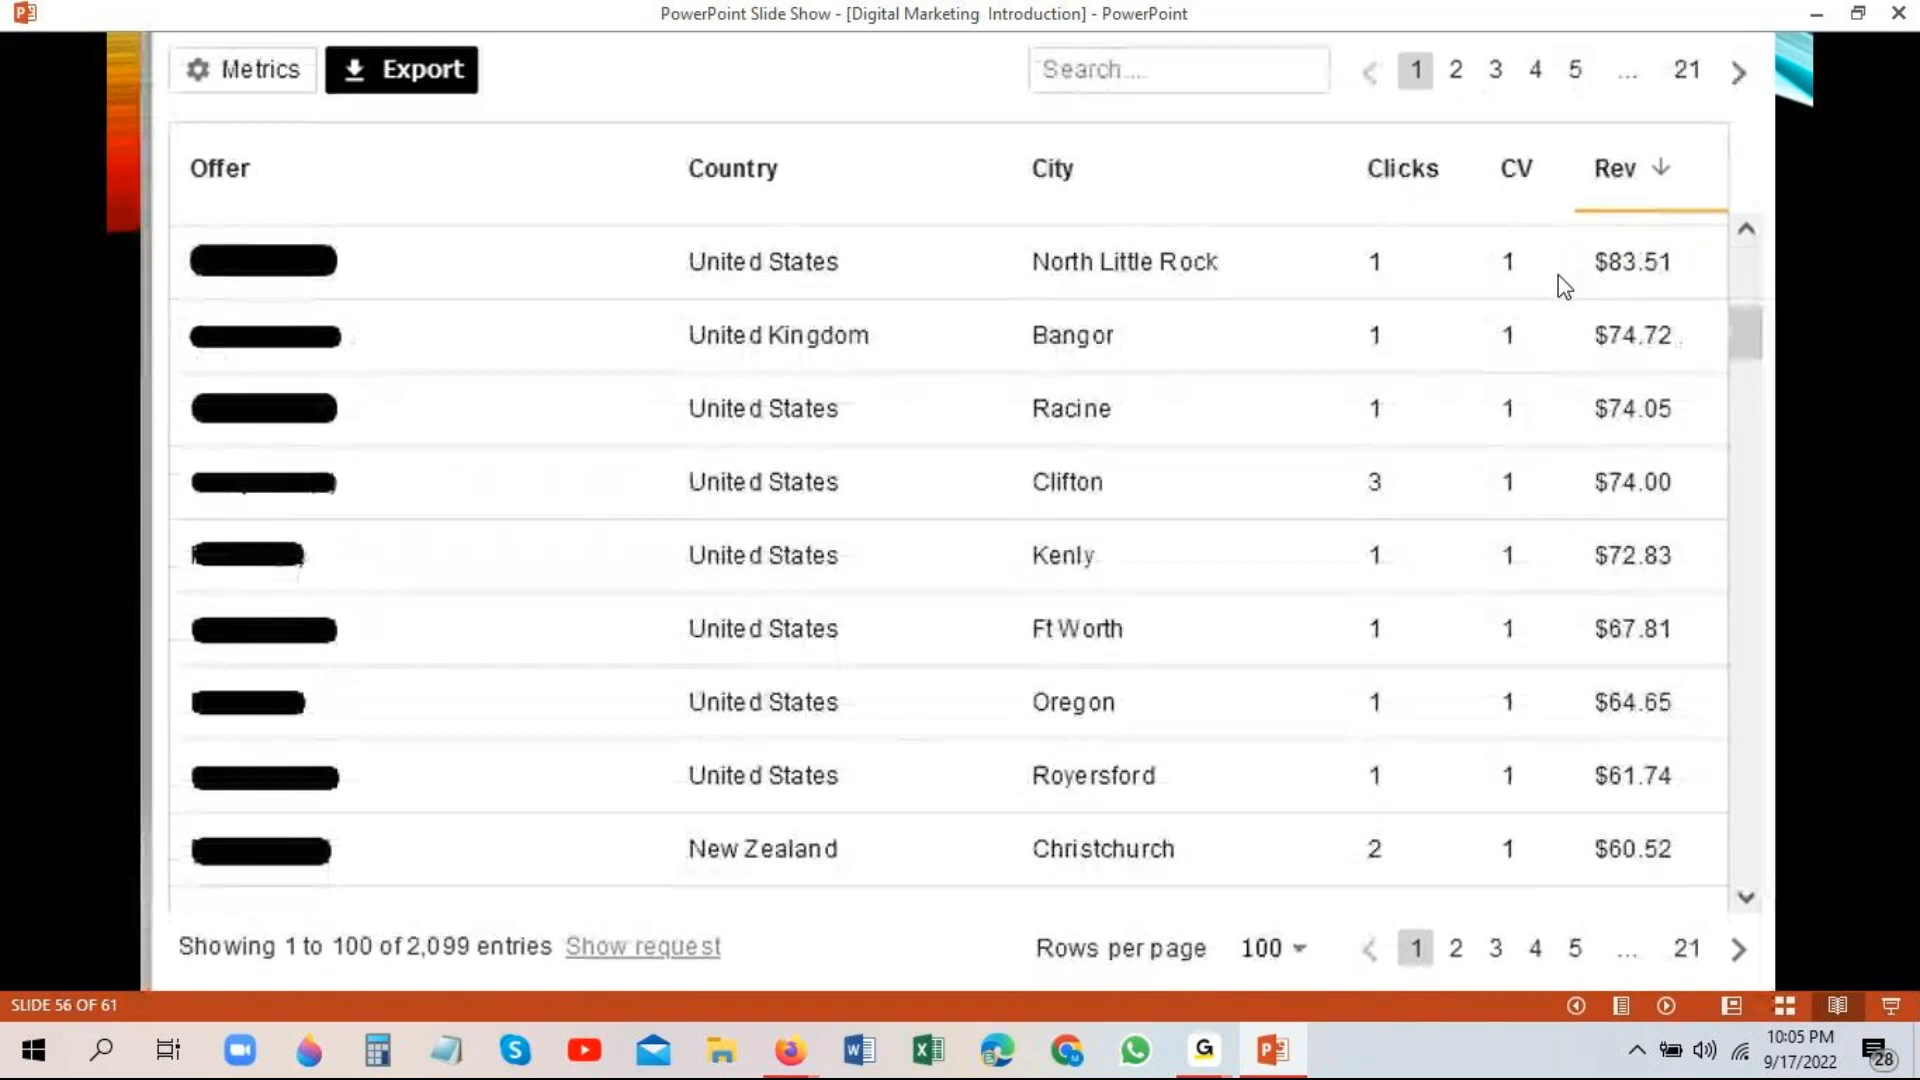 PowerPoint Slide Show - [Digital Marketing  Introduction] - PowerPoint
Metrics Export Search.... 1 2 3 4 5 ... 21
Offer Country City Clicks CV Rev
United States North Little Rock 1 1 $83.51
United Kingdom Bangor 1 1 $74.72
United States Racine 1 1 $74.05
United States Clifton 3 1 $74.00
United States Kenly 1 1 $72.83
United States Ft Worth 1 1 $67.81
United States Oregon 1 1 $64.65
United States Royersford 1 1 $61.74
New Zealand Christchurch 2 1 $60.52
Showing 1 to 100 of 2,099 entries Show request Rows per page 100 1 2 3 4 5 ... 21
SLIDE 56 OF 61
10:05 PM
9/17/2022
28